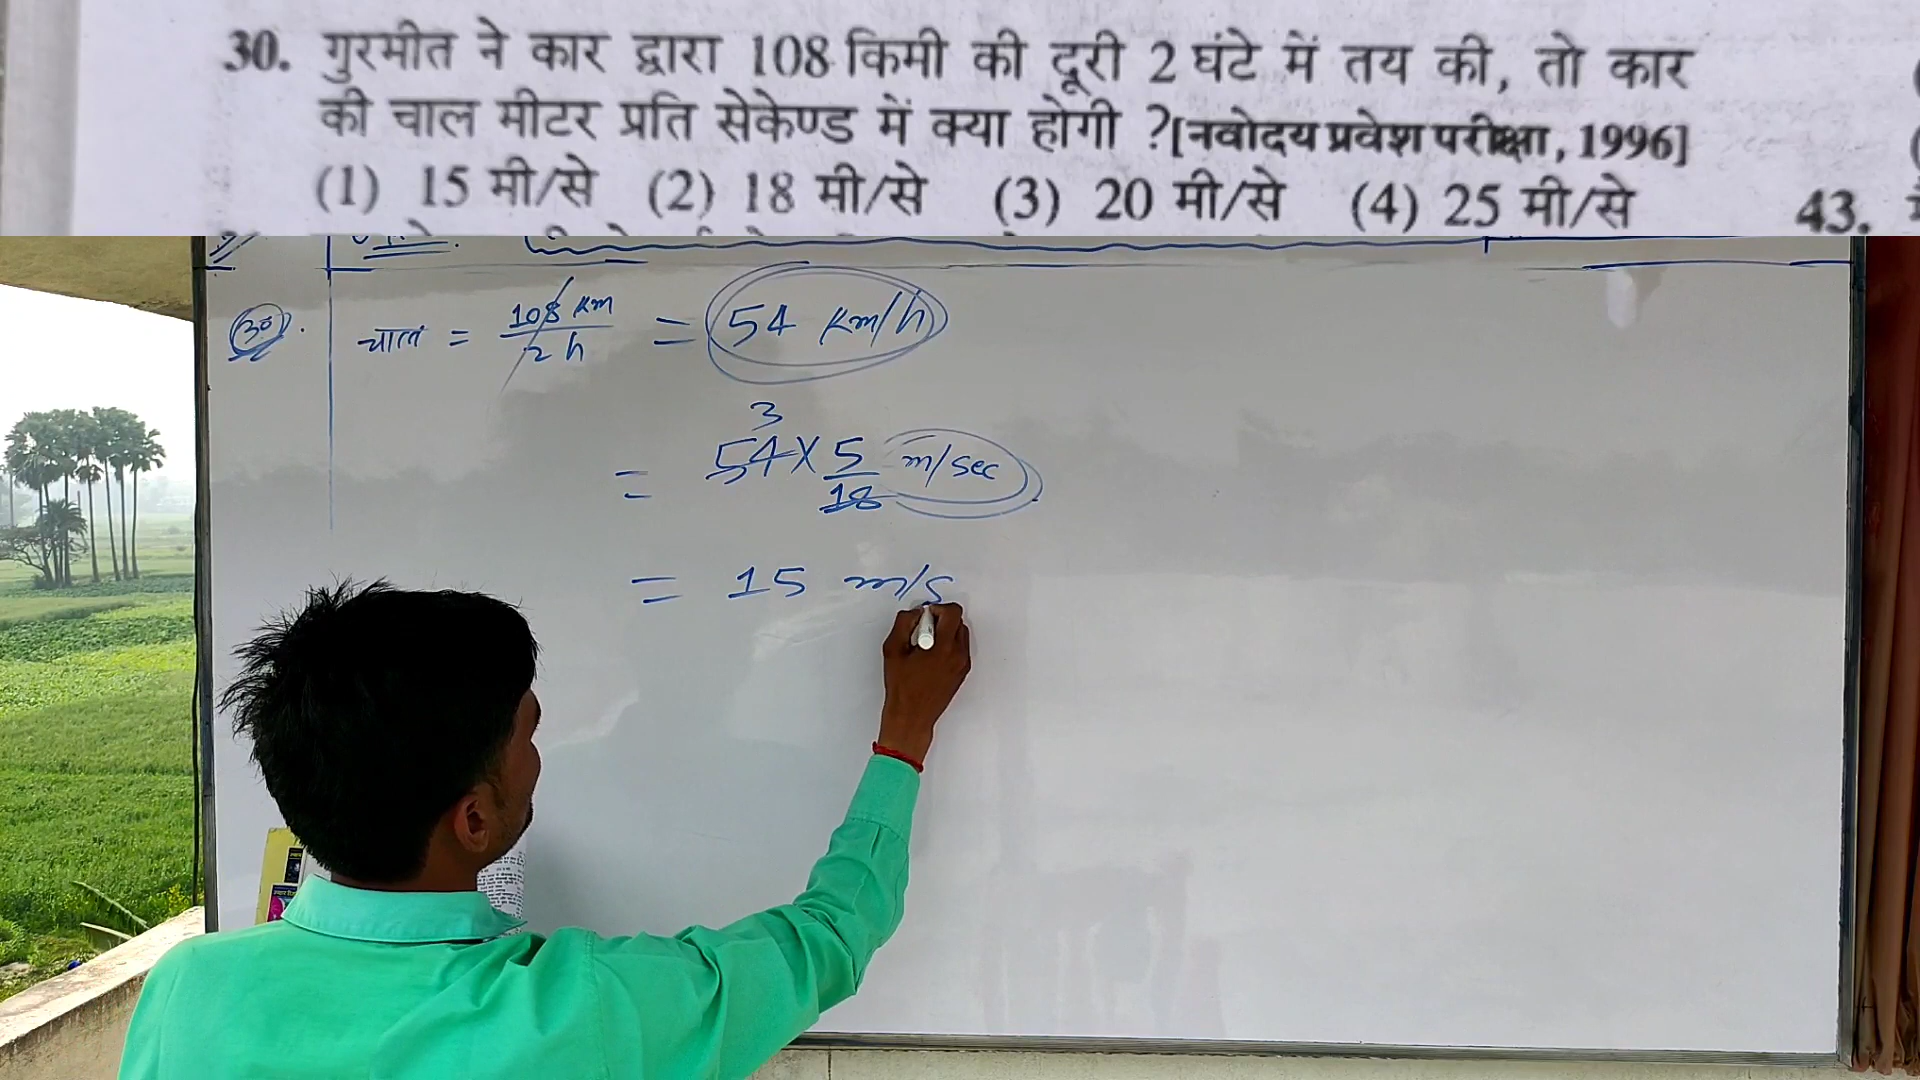 30. गुरमीत ने कार द्वारा 108 किमी की दूरी 2 घंटे में तय की, तो कार
की चाल मीटर प्रति सेकेण्ड में क्या होगी ?[नवोदय प्रवेश परीक्षा, 1996]
(1) 15 मी/से (2) 18 मी/से (3) 20 मी/से (4) 25 मी/से
43.
30. चाल = 108 km / 2 h = 54 km/h
3
= 54 × 5/18 m/sec
= 15 m/s